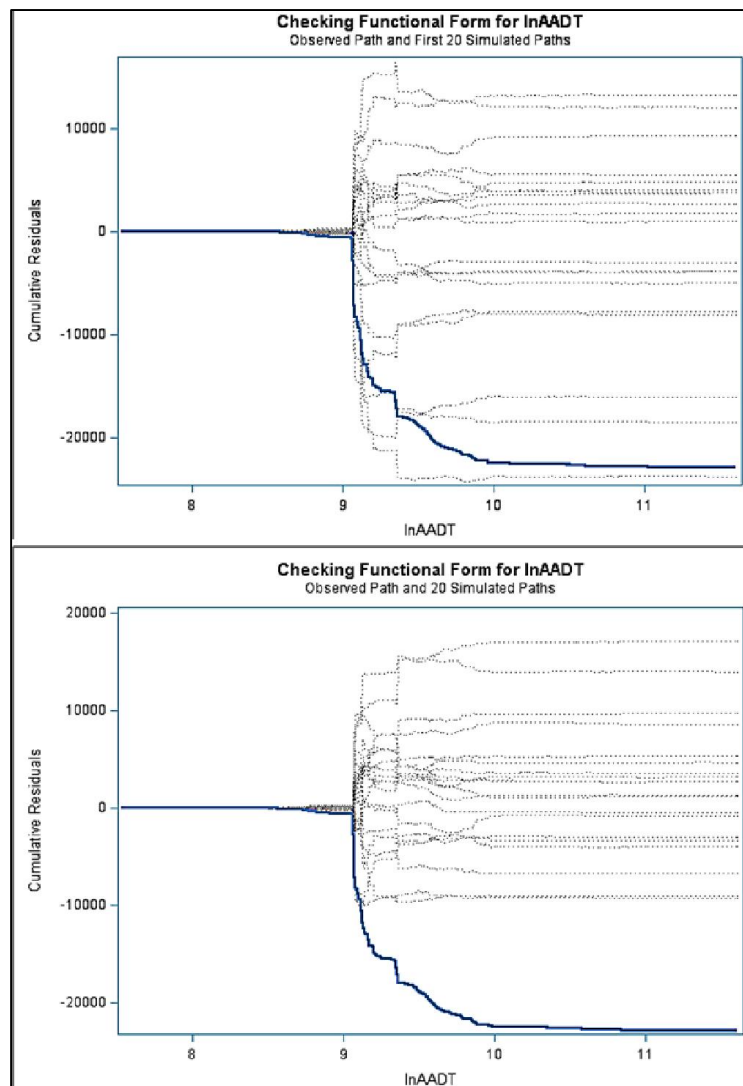 Checking Functional Form for lnAADT
Observed Path and First 20 Simulated Paths
Cumulative Residuals
10000
0
-10000
-20000
8
9
10
11
lnAADT
Checking Functional Form for lnAADT
Observed Path and 20 Simulated Paths
Cumulative Residuals
20000
10000
0
-10000
-20000
8
9
10
11
lnAADT